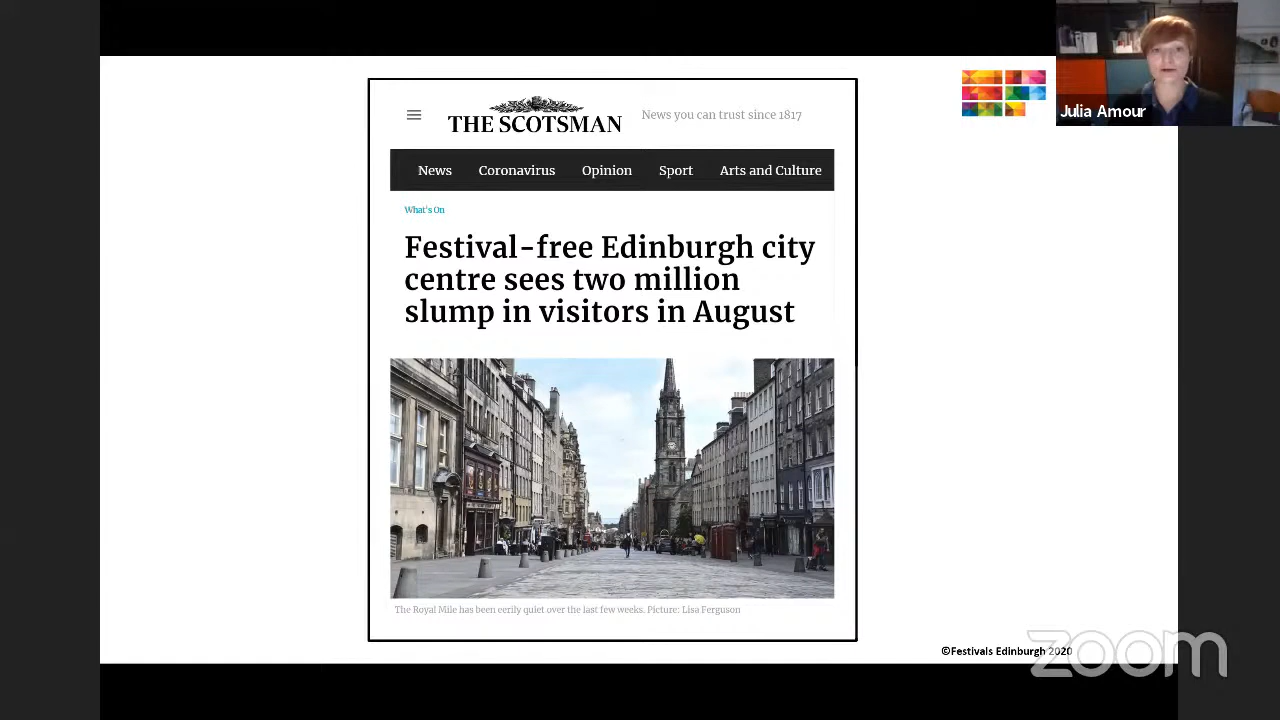 THE SCOTSMAN
News you can trust since 1817
Julia Amour
News Coronavirus Opinion Sport Arts and Culture
What's On
Festival-free Edinburgh city
centre sees two million
slump in visitors in August
The Royal Mile has been eerily quiet over the last few weeks. Picture: Lisa Ferguson
©Festivals Edinburgh 2020
zoom